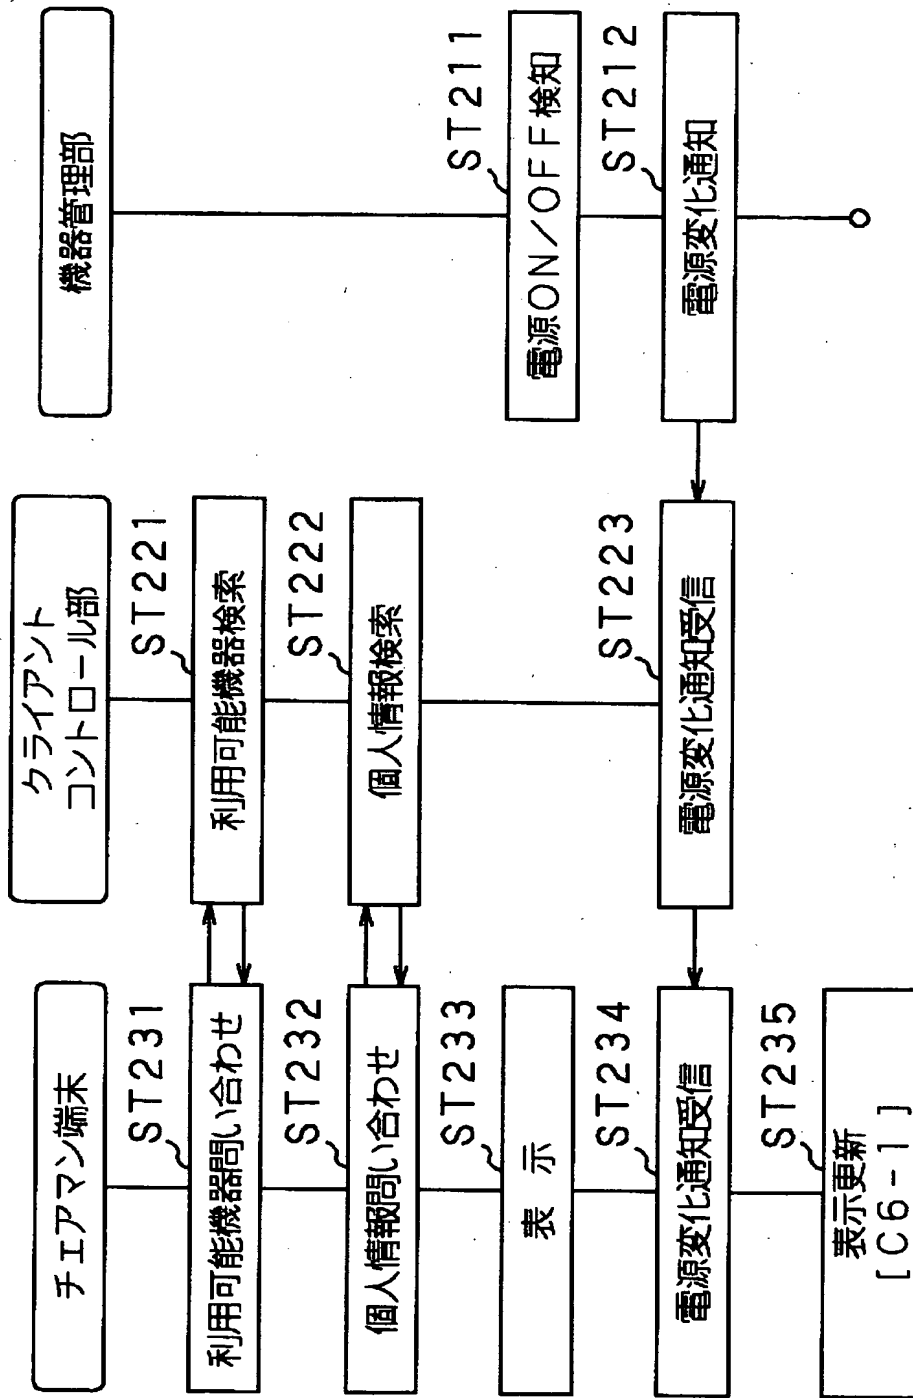 チェアマン端末
ST231
利用可能機器問い合わせ
ST232
個人情報問い合わせ
ST233
表 示
ST234
電源変化通知受信
ST235
表示更新
[C6-1]
クライアント
コントロール部
ST221
利用可能機器検索
ST222
個人情報検索
ST223
電源変化通知受信
機器管理部
ST211
電源ON/OFF検知
ST212
電源変化通知